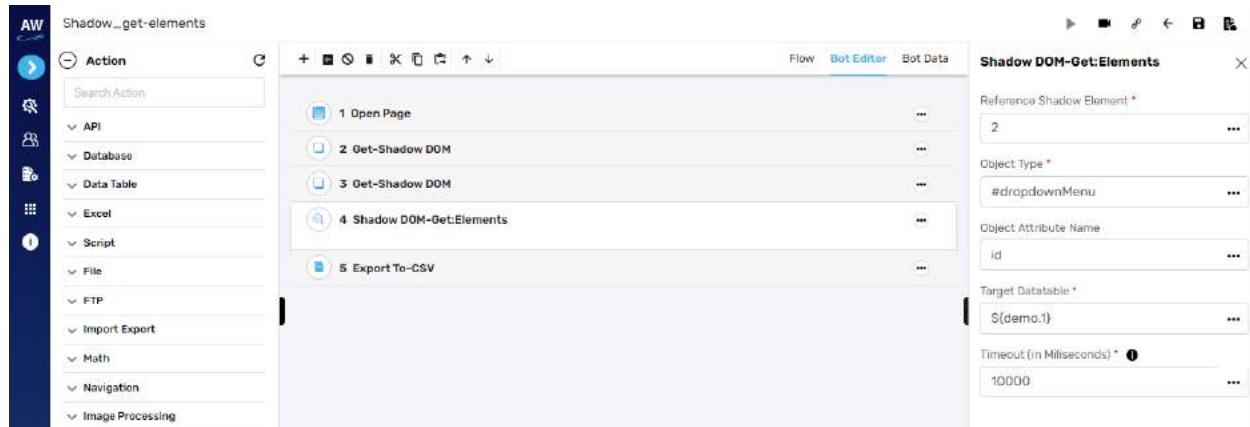 AW
Shadow_get-elements
Action
Search Action
API
Database
Data Table
Excel
Script
File
FTP
Import Export
Math
Navigation
Image Processing
Flow Bot Editor Bot Data
1 Open Page
2 Get-Shadow DOM
3 Get-Shadow DOM
4 Shadow DOM-Get:Elements
5 Export To-CSV
Shadow DOM-Get:Elements
Reference Shadow Element *
2
Object Type *
#dropdownMenu
Object Attribute Name
id
Target Datatable *
${demo.1}
Timeout (in Miliseconds) *
10000